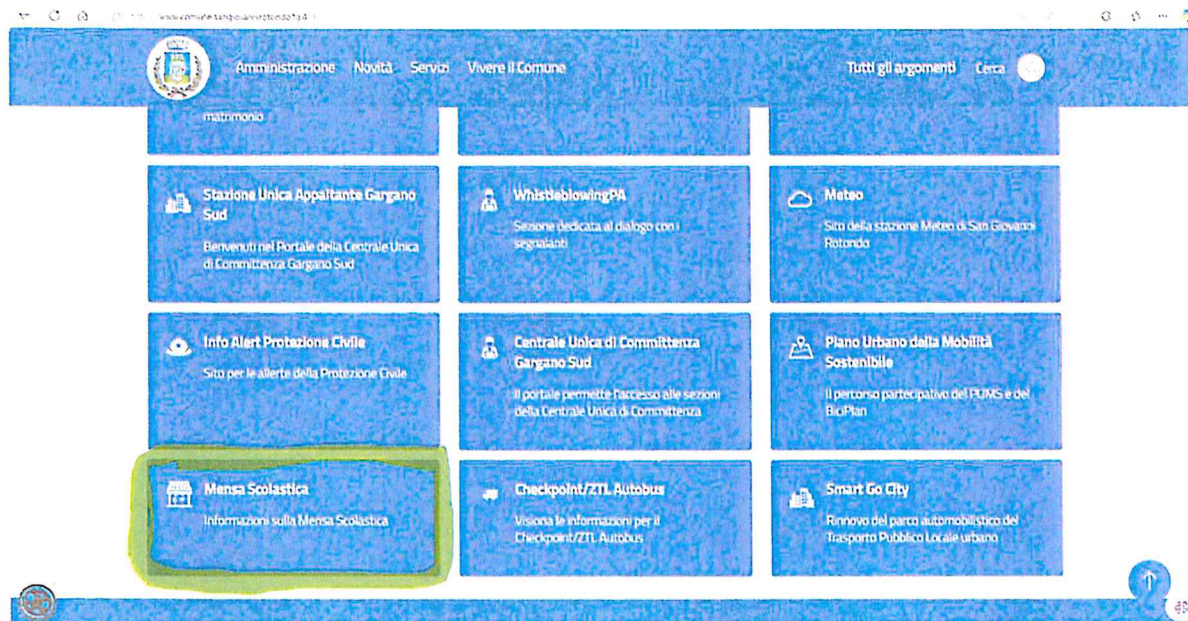 Amministrazione Novità Servizi Vivere il Comune Tutti gli argomenti Cerca
matrimonio
Stazione Unica Appaltante Gargano
Sud
Benvenuti nel Portale della Centrale Unica
di Committenza Gargano Sud
WhistleblowingPA
Sezione dedicata al dialogo con i
segnalanti
Meteo
Sito della stazione Meteo di San Giovanni
Rotondo
Info Alert Protezione Civile
Sito per le allerte della Protezione Civile
Centrale Unica di Committenza
Gargano Sud
Il portale permette l'accesso alle sezioni
della Centrale Unica di Committenza
Piano Urbano della Mobilità
Sostenibile
Il percorso partecipativo del PUMS e del
BiciPlan
Mensa Scolastica
Informazioni sulla Mensa Scolastica
Checkpoint/ZTL Autobus
Visiona le informazioni per il
Checkpoint/ZTL Autobus
Smart Go City
Rinnovo del parco automobilistico del
Trasporto Pubblico Locale urbano